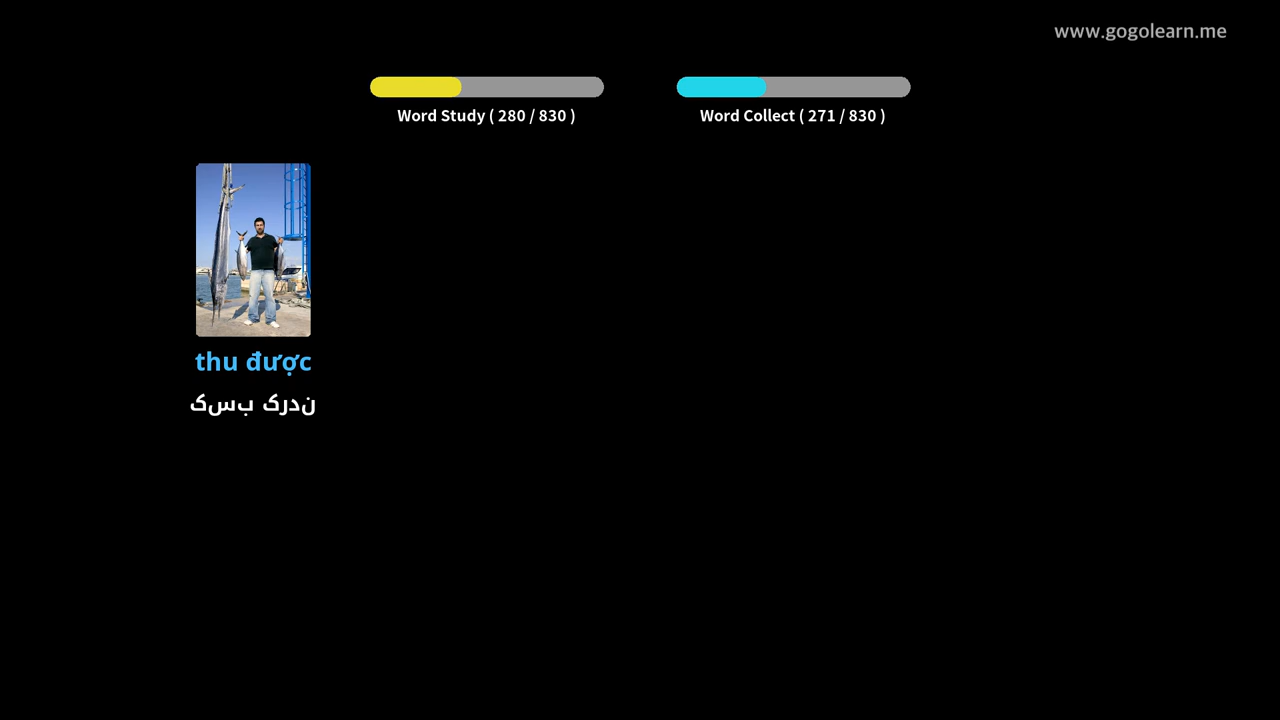 www.gogolearn.me
Word Study ( 280 / 830 )
Word Collect ( 271 / 830 )
thu được
کسب کردن